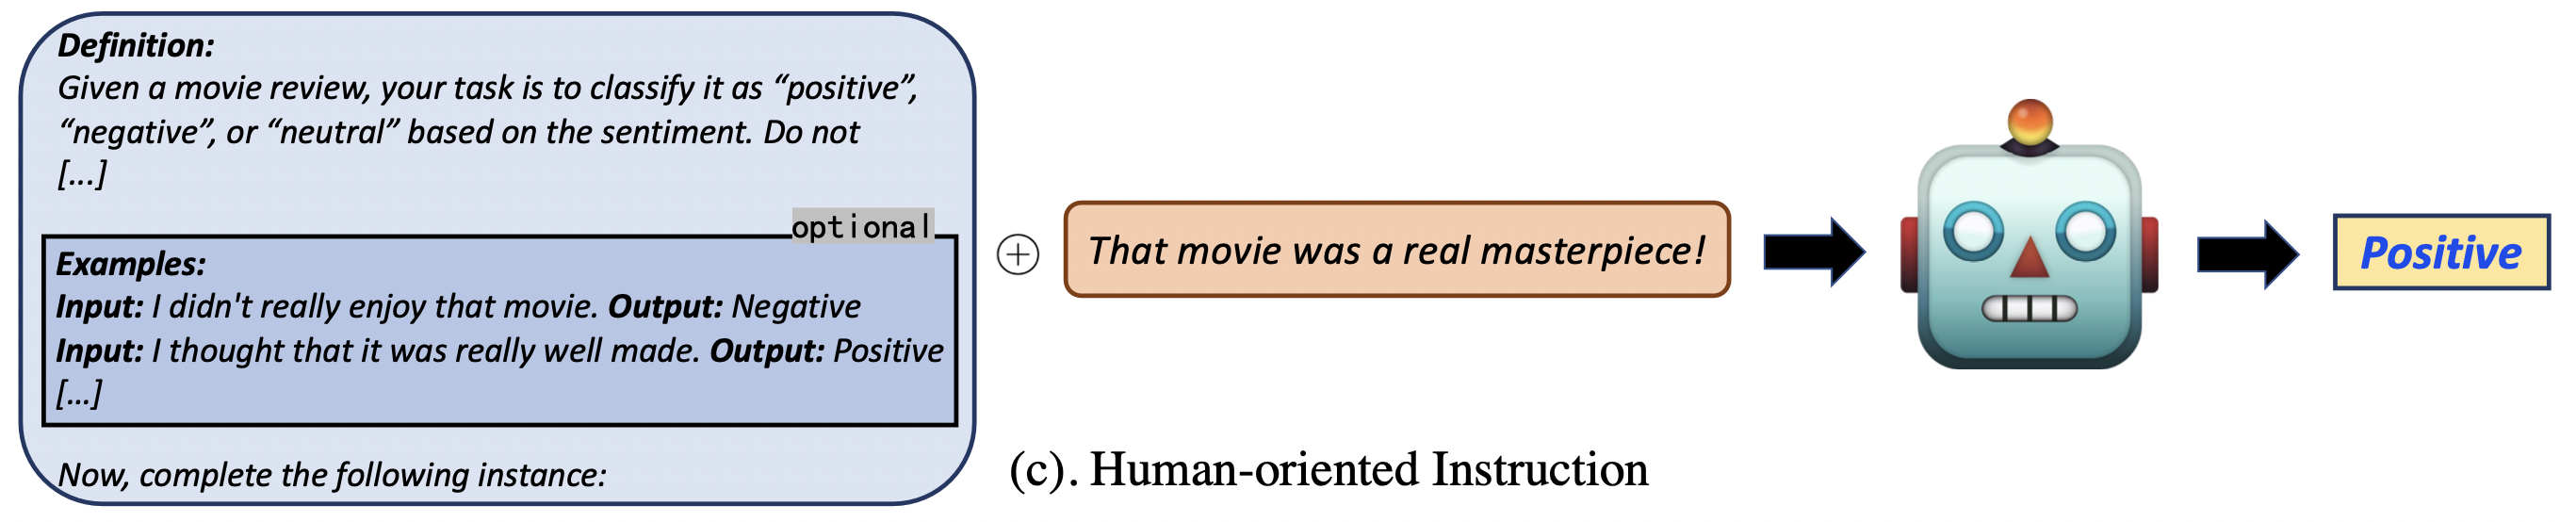 Definition:
Given a movie review, your task is to classify it as “positive”,
“negative”, or “neutral” based on the sentiment. Do not
[...]
optional
Examples:
Input: I didn't really enjoy that movie. Output: Negative
Input: I thought that it was really well made. Output: Positive
[...]
Now, complete the following instance:
That movie was a real masterpiece!
Positive
(c). Human-oriented Instruction